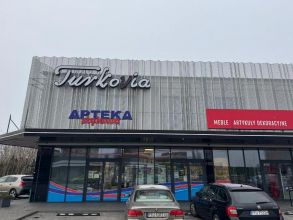 Turkovia
APTEKA
MEBLE ARTYKUŁY DEKORACYJNE